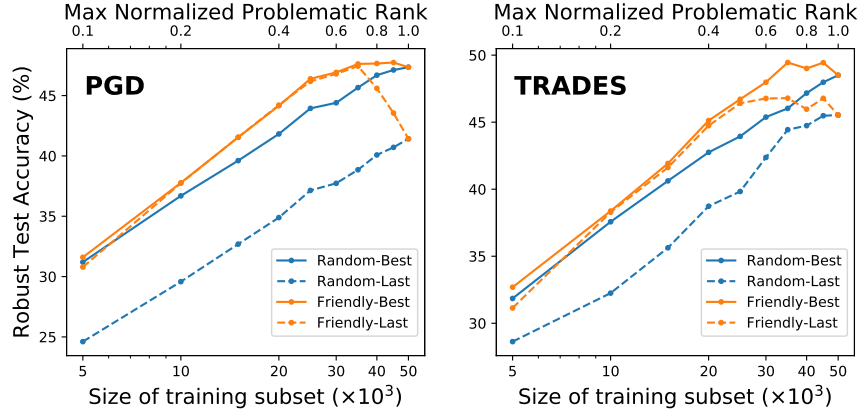 Max Normalized Problematic Rank
0.1 0.2 0.4 0.6 0.8 1.0
PGD
Robust Test Accuracy (%)
45
40
35
30
25
Random-Best
Random-Last
Friendly-Best
Friendly-Last
5 10 20 30 40 50
Size of training subset (×10³)
Max Normalized Problematic Rank
0.1 0.2 0.4 0.6 0.8 1.0
TRADES
50
45
40
35
30
Random-Best
Random-Last
Friendly-Best
Friendly-Last
5 10 20 30 40 50
Size of training subset (×10³)